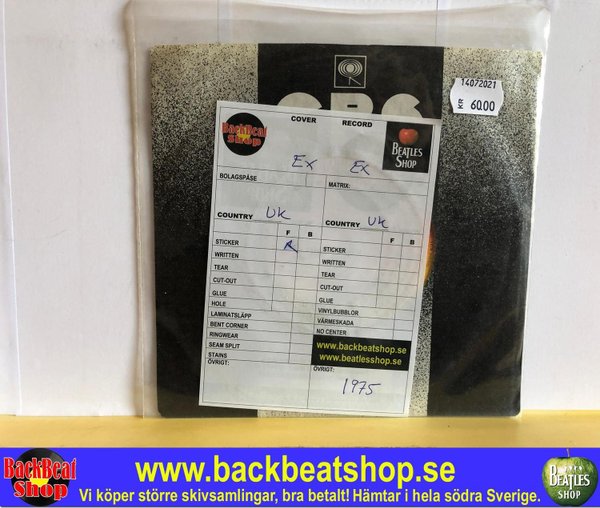 14072021
KR 60.00
CBS
BackBeat Shop
COVER RECORD
BEATLES SHOP
Ex Ex
BOLAGSPÅSE MATRIX:
COUNTRY UK COUNTRY UK
F B F B
STICKER R STICKER
WRITTEN WRITTEN
TEAR TEAR
CUT-OUT CUT-OUT
GLUE GLUE
HOLE VINYLBUBBLOR
LAMINATSLÄPP VÄRMESKADA
BENT CORNER NO CENTER
RINGWEAR www.backbeatshop.se
SEAM SPLIT www.beatlesshop.se
STAINS
ÖVRIGT: ÖVRIGT:
1975
BackBeat Shop
www.backbeatshop.se
Vi köper större skivsamlingar, bra betalt! Hämtar i hela södra Sverige.
BEATLES SHOP